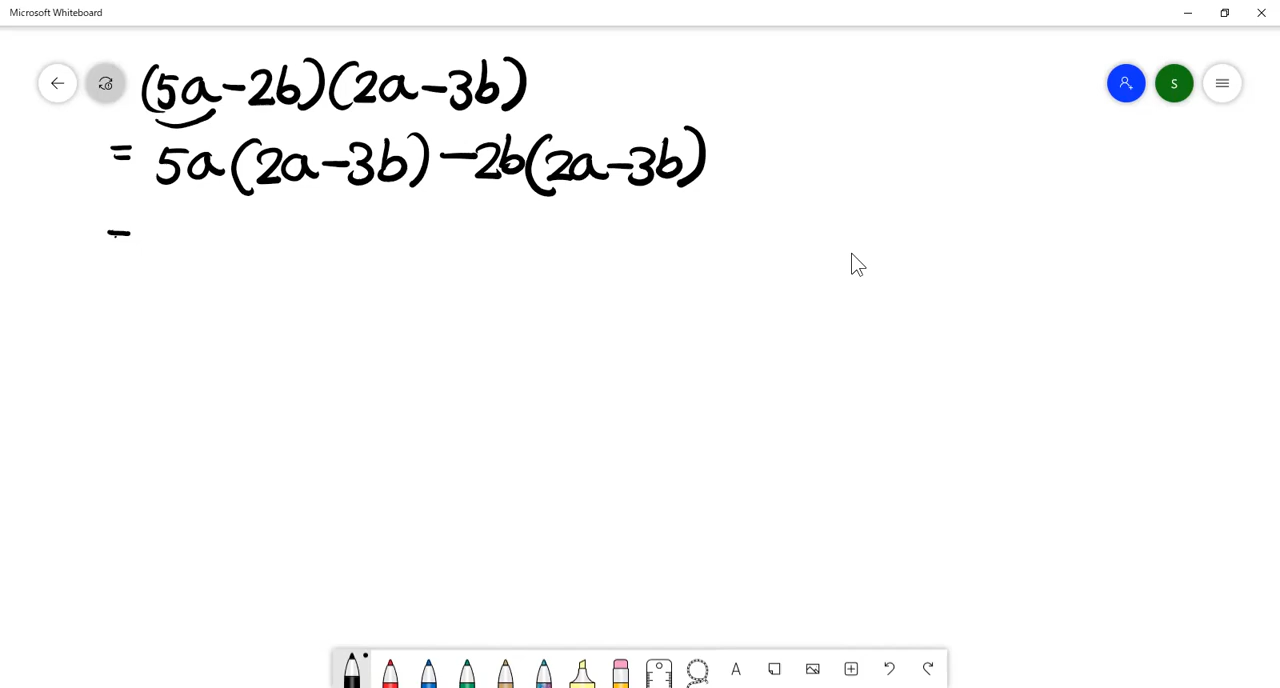 Microsoft Whiteboard
(5a-2b)(2a-3b)
= 5a(2a-3b)-2b(2a-3b)
-
S
A